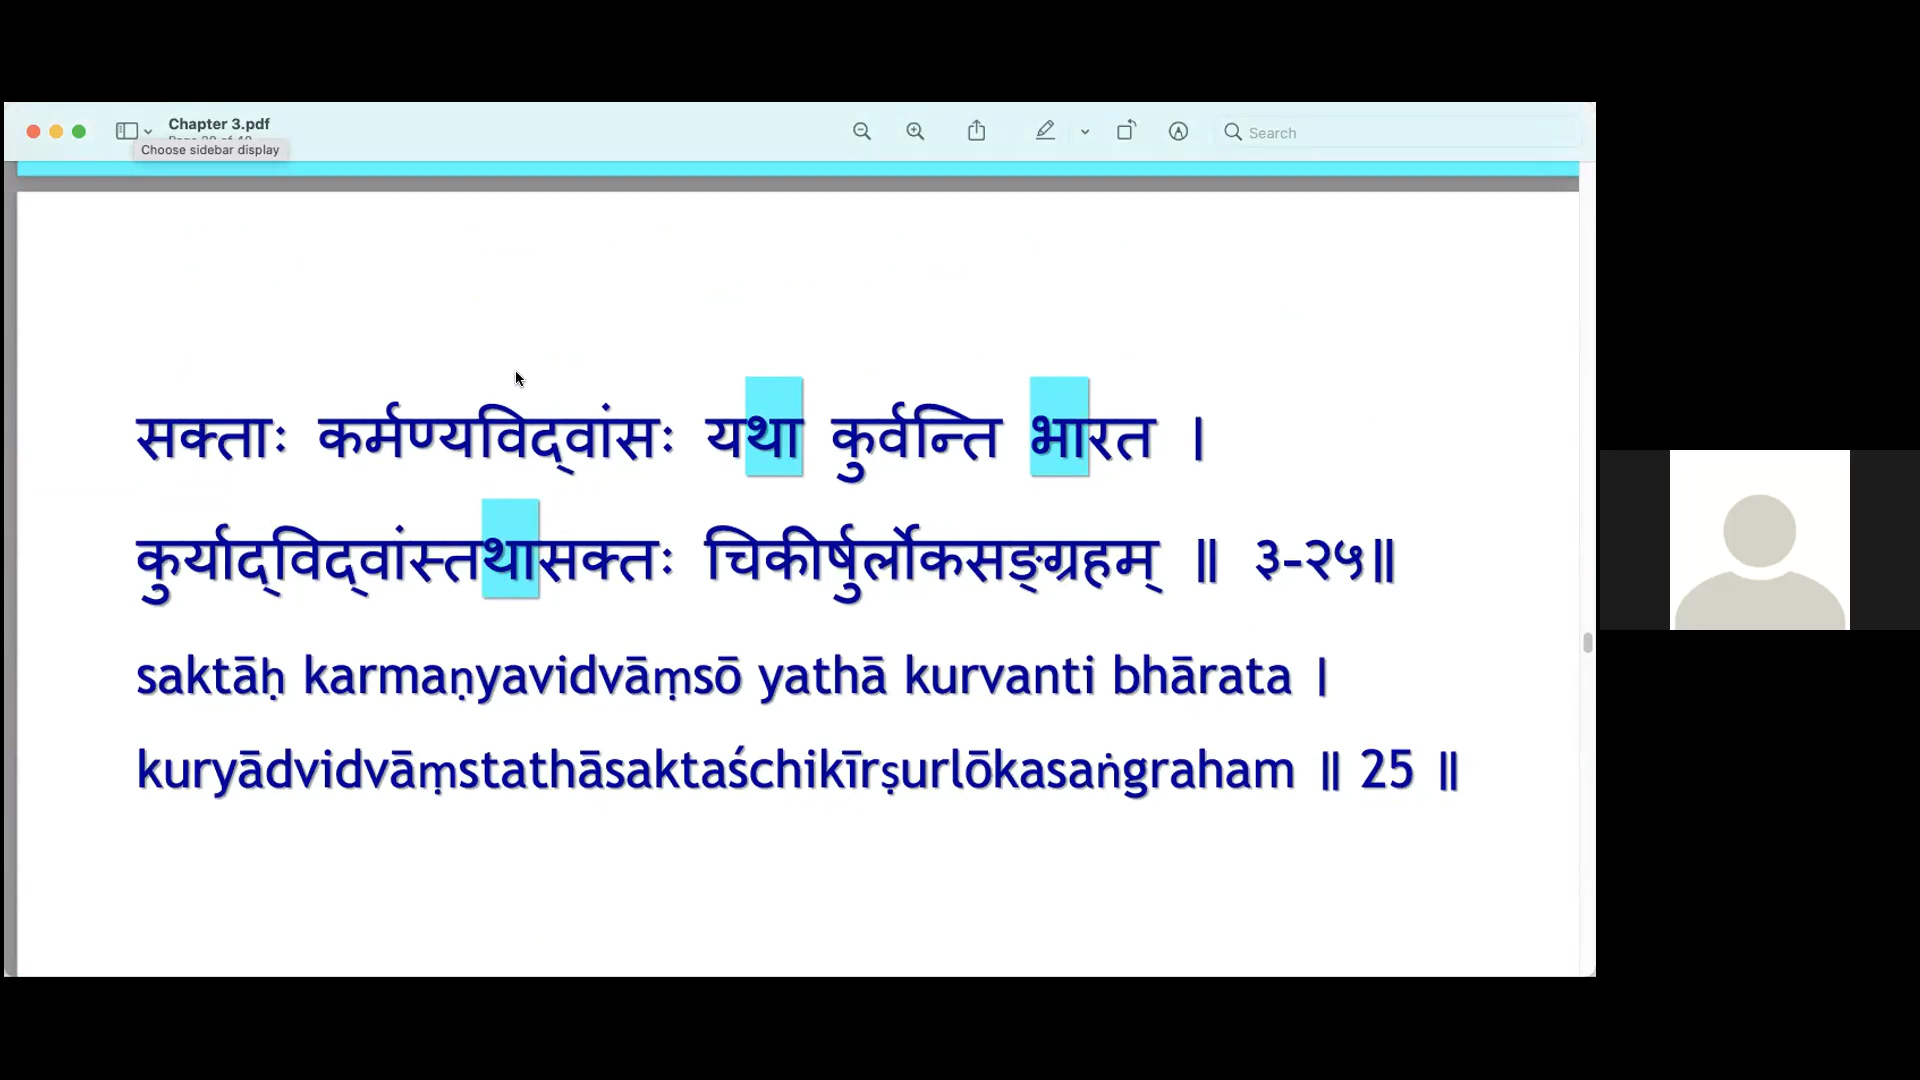 Chapter 3.pdf
Choose sidebar display
Search
सक्ताः कर्मण्यविद्वांसः यथा कुर्वन्ति भारत ।
कुर्याद्विद्वांस्तथासक्तः चिकीर्षुर्लोकसङ्ग्रहम् ॥ ३-२५॥
saktāḥ karmaṇyavidvāṃsō yathā kurvanti bhārata |
kuryādvidvāṃstathāsaktaśchikīrṣurlōkasaṅgraham ‖ 25 ‖